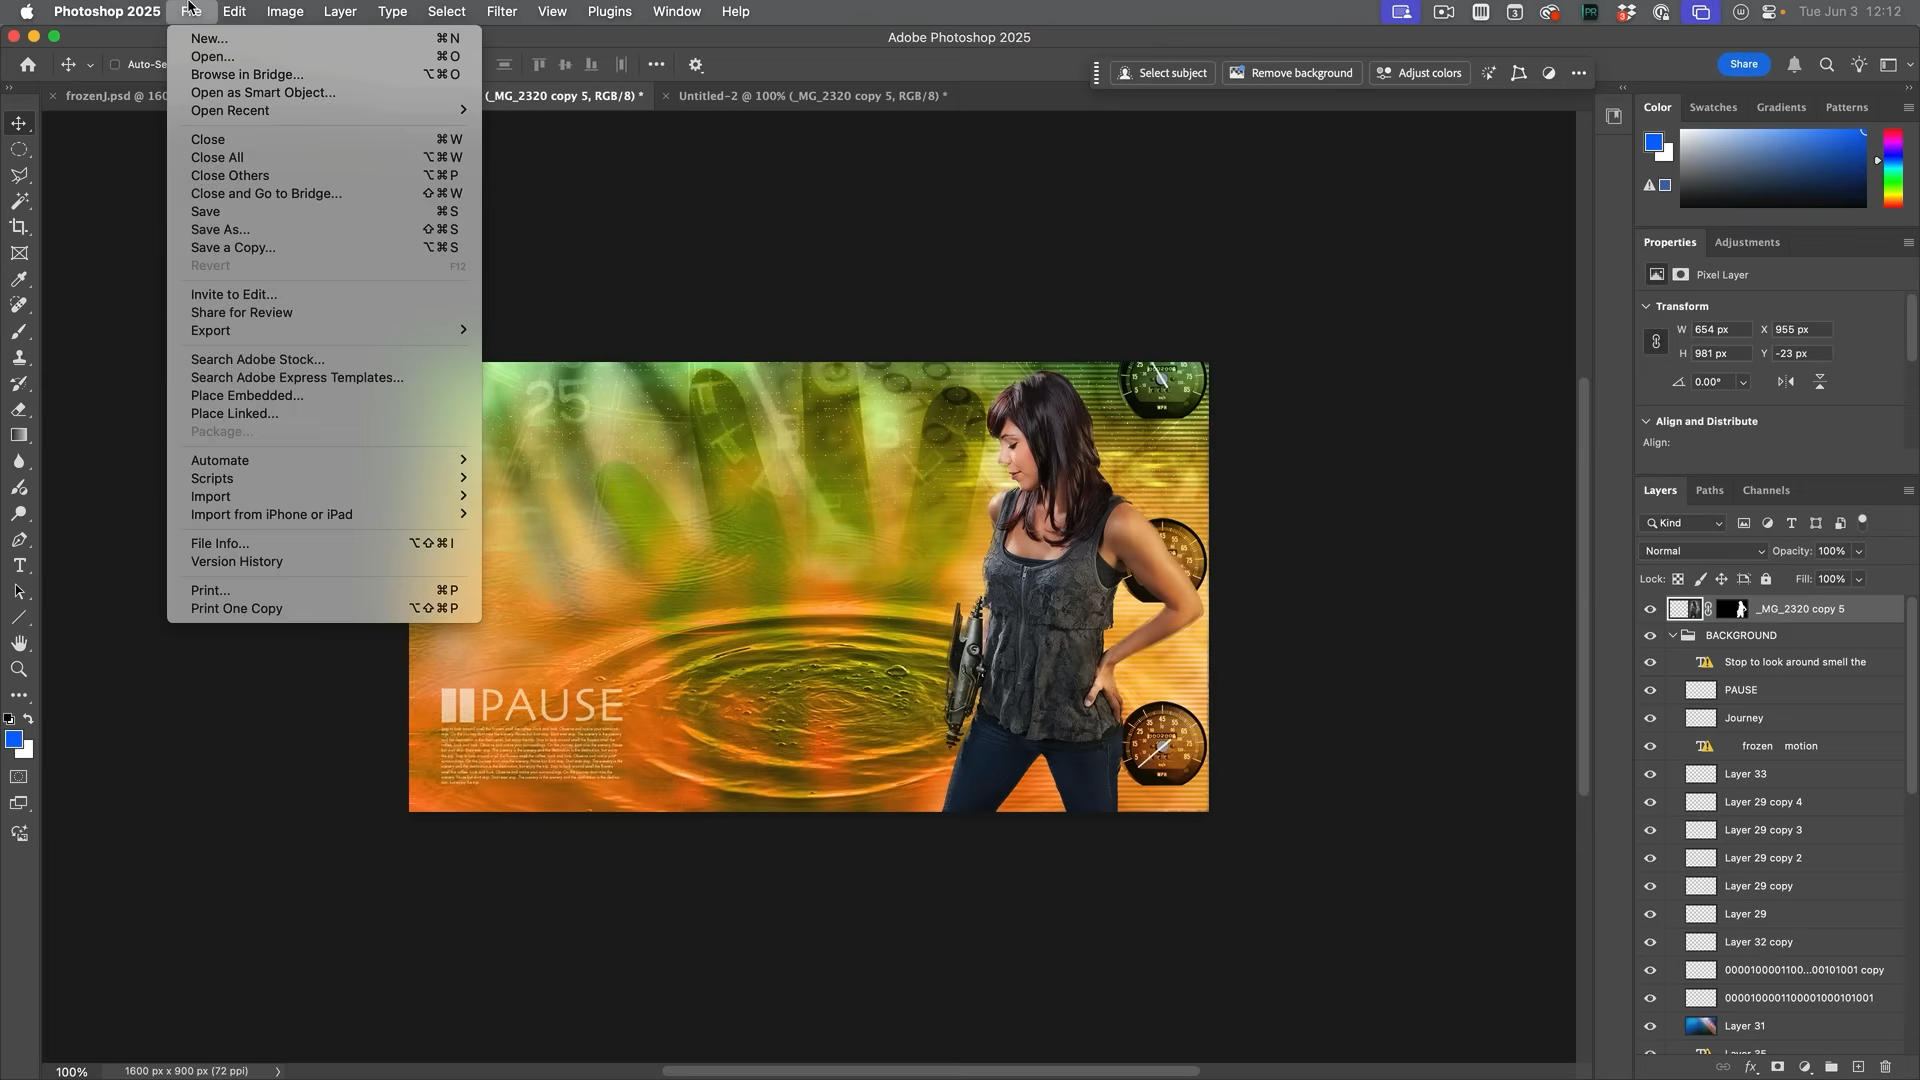 Photoshop 2025 File Edit Image Layer Type Select Filter View Plugins Window Help Tue Jun 3 12:12
Adobe Photoshop 2025
Select subject Remove background Adjust colors Share
frozenJ.psd @ (_MG_2320 copy 5, RGB/8) * Untitled-2 @ 100% (_MG_2320 copy 5, RGB/8) *
New... ⌘N
Open... ⌘O
Browse in Bridge... ⌥⌘O
Open as Smart Object...
Open Recent
Close ⌘W
Close All ⌥⌘W
Close Others ⌥⌘P
Close and Go to Bridge... ⇧⌘W
Save ⌘S
Save As... ⇧⌘S
Save a Copy... ⌥⌘S
Revert F12
Invite to Edit...
Share for Review
Export
Search Adobe Stock...
Search Adobe Express Templates...
Place Embedded...
Place Linked...
Package...
Automate
Scripts
Import
Import from iPhone or iPad
File Info... ⌥⇧⌘I
Version History
Print... ⌘P
Print One Copy ⌥⇧⌘P
25
PAUSE
MPH
MPH
Color Swatches Gradients Patterns
Properties Adjustments
Pixel Layer
Transform
W 654 px X 955 px
H 981 px Y -23 px
0.00°
Align and Distribute
Align:
Layers Paths Channels
Kind
Normal Opacity: 100%
Lock: Fill: 100%
_MG_2320 copy 5
BACKGROUND
Stop to look around smell the
PAUSE
Journey
frozen motion
Layer 33
Layer 29 copy 4
Layer 29 copy 3
Layer 29 copy 2
Layer 29 copy
Layer 29
Layer 32 copy
0000100001100...00101001 copy
0000100001100001000101001
Layer 31
100% 1600 px x 900 px (72 ppi)